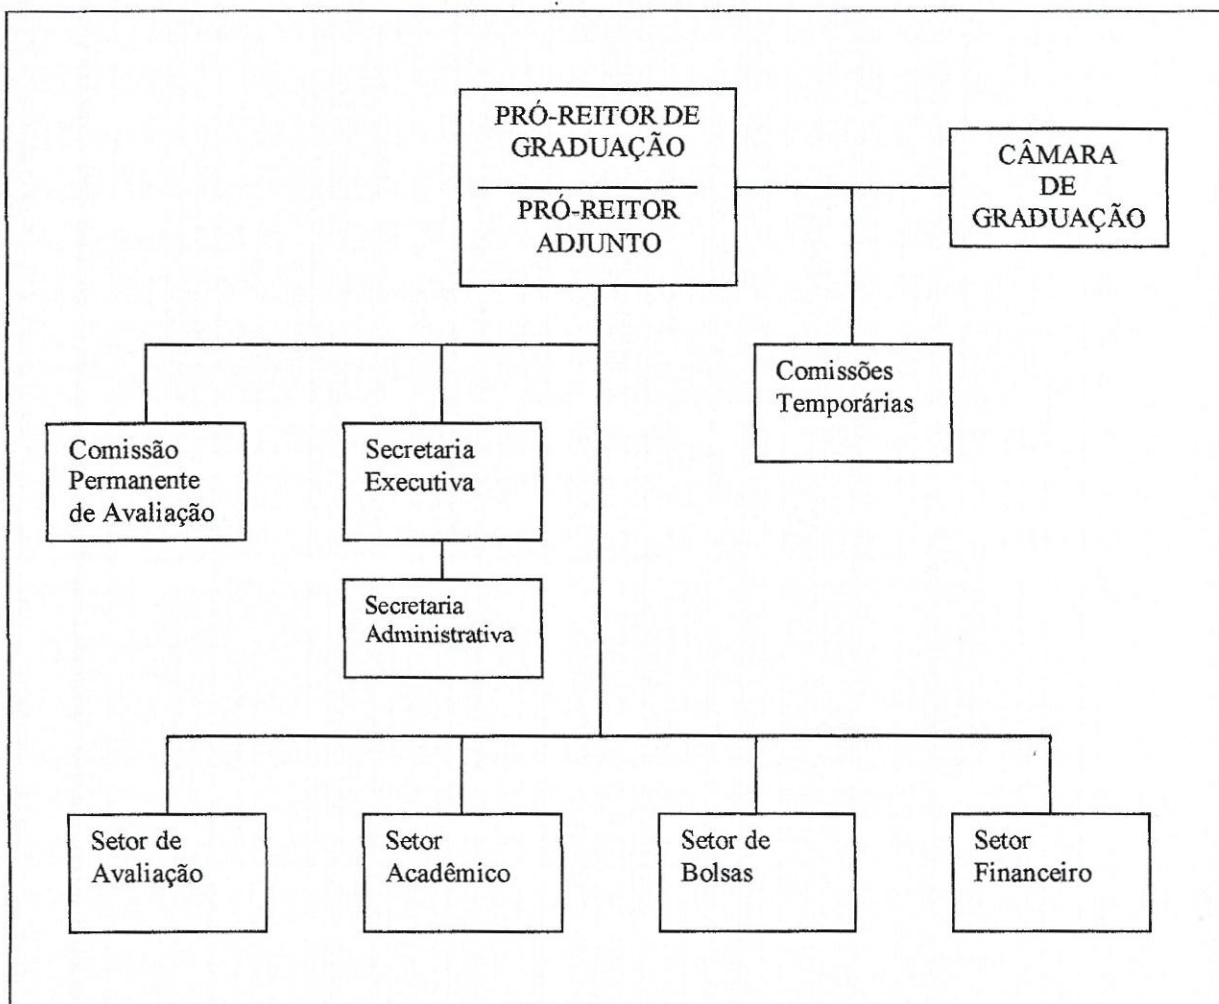 PRÓ-REITOR DE
GRADUAÇÃO
PRÓ-REITOR
ADJUNTO
CÂMARA
DE
GRADUAÇÃO
Comissões
Temporárias
Comissão
Permanente
de Avaliação
Secretaria
Executiva
Secretaria
Administrativa
Setor de
Avaliação
Setor
Acadêmico
Setor de
Bolsas
Setor
Financeiro